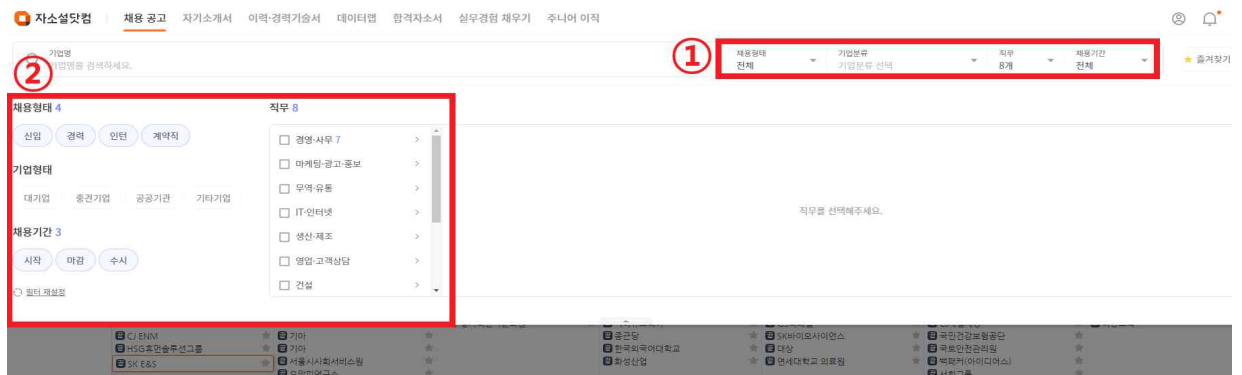 자소설닷컴 채용 공고 자기소개서 이력·경력기술서 데이터랩 합격자소서 실무경험 채우기 주니어 이직
기업명
기업명을 검색하세요.
①
채용형태
전체
기업분류
기업분류 선택
직무
8개
채용기간
전체
즐겨찾기
②
채용형태 4
신입 경력 인턴 계약직
기업형태
대기업 중견기업 공공기관 기타기업
채용기간 3
시작 마감 수시
필터 재설정
직무 8
경영·사무 7
마케팅·광고·홍보
무역·유통
IT·인터넷
생산·제조
영업·고객상담
건설
직무를 선택해주세요.
CJ ENM 기아 종근당 SK바이오사이언스 국민건강보험공단
HSG휴먼솔루션그룹 기아 한국외국어대학교 대상 국토안전관리원
SK E&S 서울시사회서비스원 화성산업 연세대학교 의료원 백패커(아이디어스)